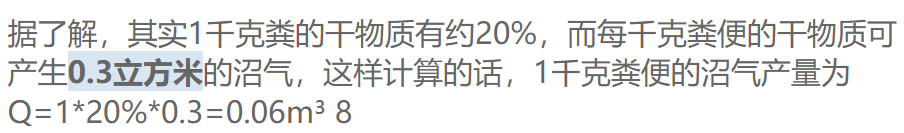 据了解，其实1千克粪的干物质有约20%，而每千克粪便的干物质可
产生0.3立方米的沼气，这样计算的话，1千克粪便的沼气产量为
Q=1*20%*0.3=0.06m³ 8